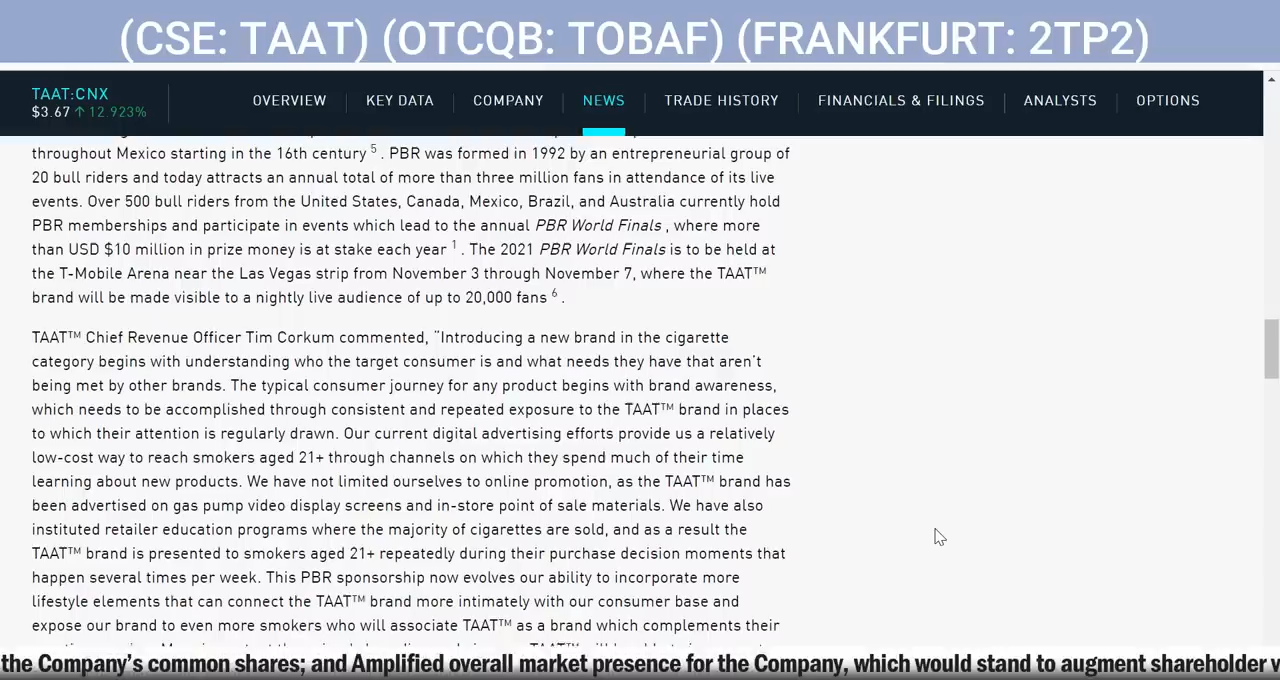 (CSE: TAAT) (OTCQB: TOBAF) (FRANKFURT: 2TP2)
TAAT:CNX
$3.67 ↑ 12.923%
OVERVIEW
KEY DATA
COMPANY
NEWS
TRADE HISTORY
FINANCIALS & FILINGS
ANALYSTS
OPTIONS
throughout Mexico starting in the 16th century 5 . PBR was formed in 1992 by an entrepreneurial group of
20 bull riders and today attracts an annual total of more than three million fans in attendance of its live
events. Over 500 bull riders from the United States, Canada, Mexico, Brazil, and Australia currently hold
PBR memberships and participate in events which lead to the annual PBR World Finals , where more
than USD $10 million in prize money is at stake each year 1 . The 2021 PBR World Finals is to be held at
the T-Mobile Arena near the Las Vegas strip from November 3 through November 7, where the TAAT™
brand will be made visible to a nightly live audience of up to 20,000 fans 6 .
TAAT™ Chief Revenue Officer Tim Corkum commented, "Introducing a new brand in the cigarette
category begins with understanding who the target consumer is and what needs they have that aren't
being met by other brands. The typical consumer journey for any product begins with brand awareness,
which needs to be accomplished through consistent and repeated exposure to the TAAT™ brand in places
to which their attention is regularly drawn. Our current digital advertising efforts provide us a relatively
low-cost way to reach smokers aged 21+ through channels on which they spend much of their time
learning about new products. We have not limited ourselves to online promotion, as the TAAT™ brand has
been advertised on gas pump video display screens and in-store point of sale materials. We have also
instituted retailer education programs where the majority of cigarettes are sold, and as a result the
TAAT™ brand is presented to smokers aged 21+ repeatedly during their purchase decision moments that
happen several times per week. This PBR sponsorship now evolves our ability to incorporate more
lifestyle elements that can connect the TAAT™ brand more intimately with our consumer base and
expose our brand to even more smokers who will associate TAAT™ as a brand which complements their
the Company's common shares; and Amplified overall market presence for the Company, which would stand to augment shareholder